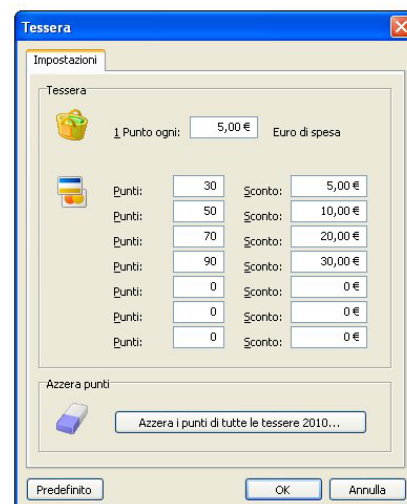 Tessera
Impostazioni
Tessera
1 Punto ogni: 5,00 € Euro di spesa
Punti: 30 Sconto: 5,00 €
Punti: 50 Sconto: 10,00 €
Punti: 70 Sconto: 20,00 €
Punti: 90 Sconto: 30,00 €
Punti: 0 Sconto: 0 €
Punti: 0 Sconto: 0 €
Punti: 0 Sconto: 0 €
Azzera punti
Azzera i punti di tutte le tessere 2010...
Predefinito OK Annulla